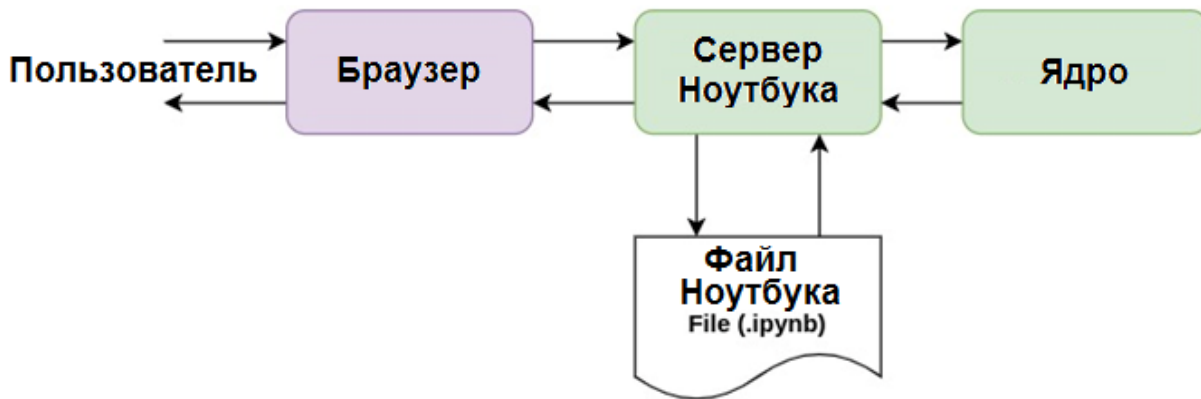 Пользователь
Браузер
Сервер
Ноутбука
Ядро
Файл
Ноутбука
File (.ipynb)